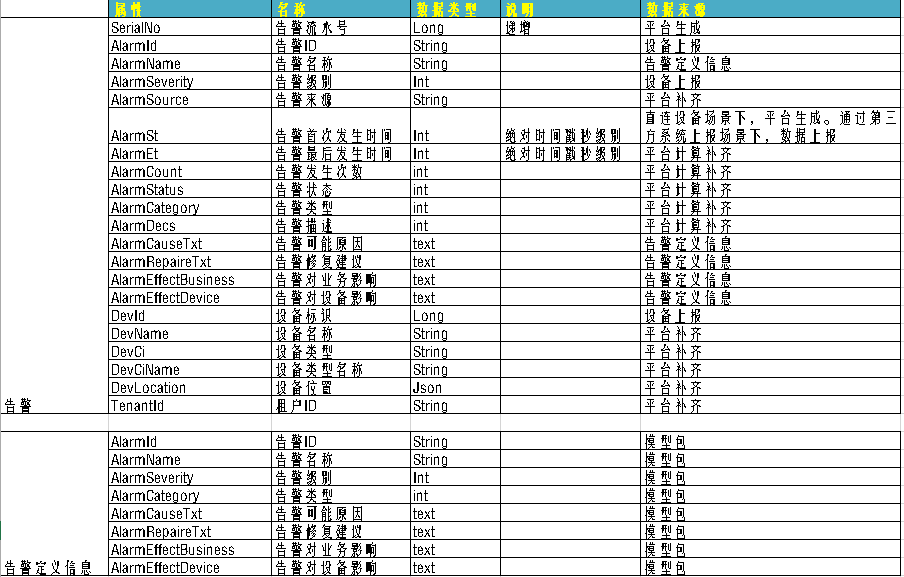 属性 名称 数据类型 说明 数据来源
SerialNo 告警流水号 Long 递增 平台生成
AlarmId 告警ID String 设备上报
AlarmName 告警名称 String 告警定义信息
AlarmSeverity 告警级别 Int 设备上报
AlarmSource 告警来源 String 平台补齐
直连设备场景下，平台生成。通过第三
AlarmSt 告警首次发生时间 Int 绝对时间戳秒级别 方系统上报场景下，数据上报
AlarmEt 告警最后发生时间 Int 绝对时间戳秒级别 平台计算补齐
AlarmCount 告警发生次数 int 平台计算补齐
AlarmStatus 告警状态 int 平台计算补齐
AlarmCategory 告警类型 int 平台计算补齐
AlarmDecs 告警描述 int 平台计算补齐
AlarmCauseTxt 告警可能原因 text 告警定义信息
AlarmRepaireTxt 告警修复建议 text 告警定义信息
AlarmEffectBusiness 告警对业务影响 text 告警定义信息
AlarmEffectDevice 告警对设备影响 text 告警定义信息
DevId 设备标识 Long 设备上报
DevName 设备名称 String 平台补齐
DevCi 设备类型 String 平台补齐
DevCiName 设备类型名称 String 平台补齐
DevLocation 设备位置 Json 平台补齐
告警 TenantId 租户ID String 平台补齐
AlarmId 告警ID String 模型包
AlarmName 告警名称 String 模型包
AlarmSeverity 告警级别 Int 模型包
AlarmCategory 告警类型 int 模型包
AlarmCauseTxt 告警可能原因 text 模型包
AlarmRepaireTxt 告警修复建议 text 模型包
AlarmEffectBusiness 告警对业务影响 text 模型包
告警定义信息 AlarmEffectDevice 告警对设备影响 text 模型包